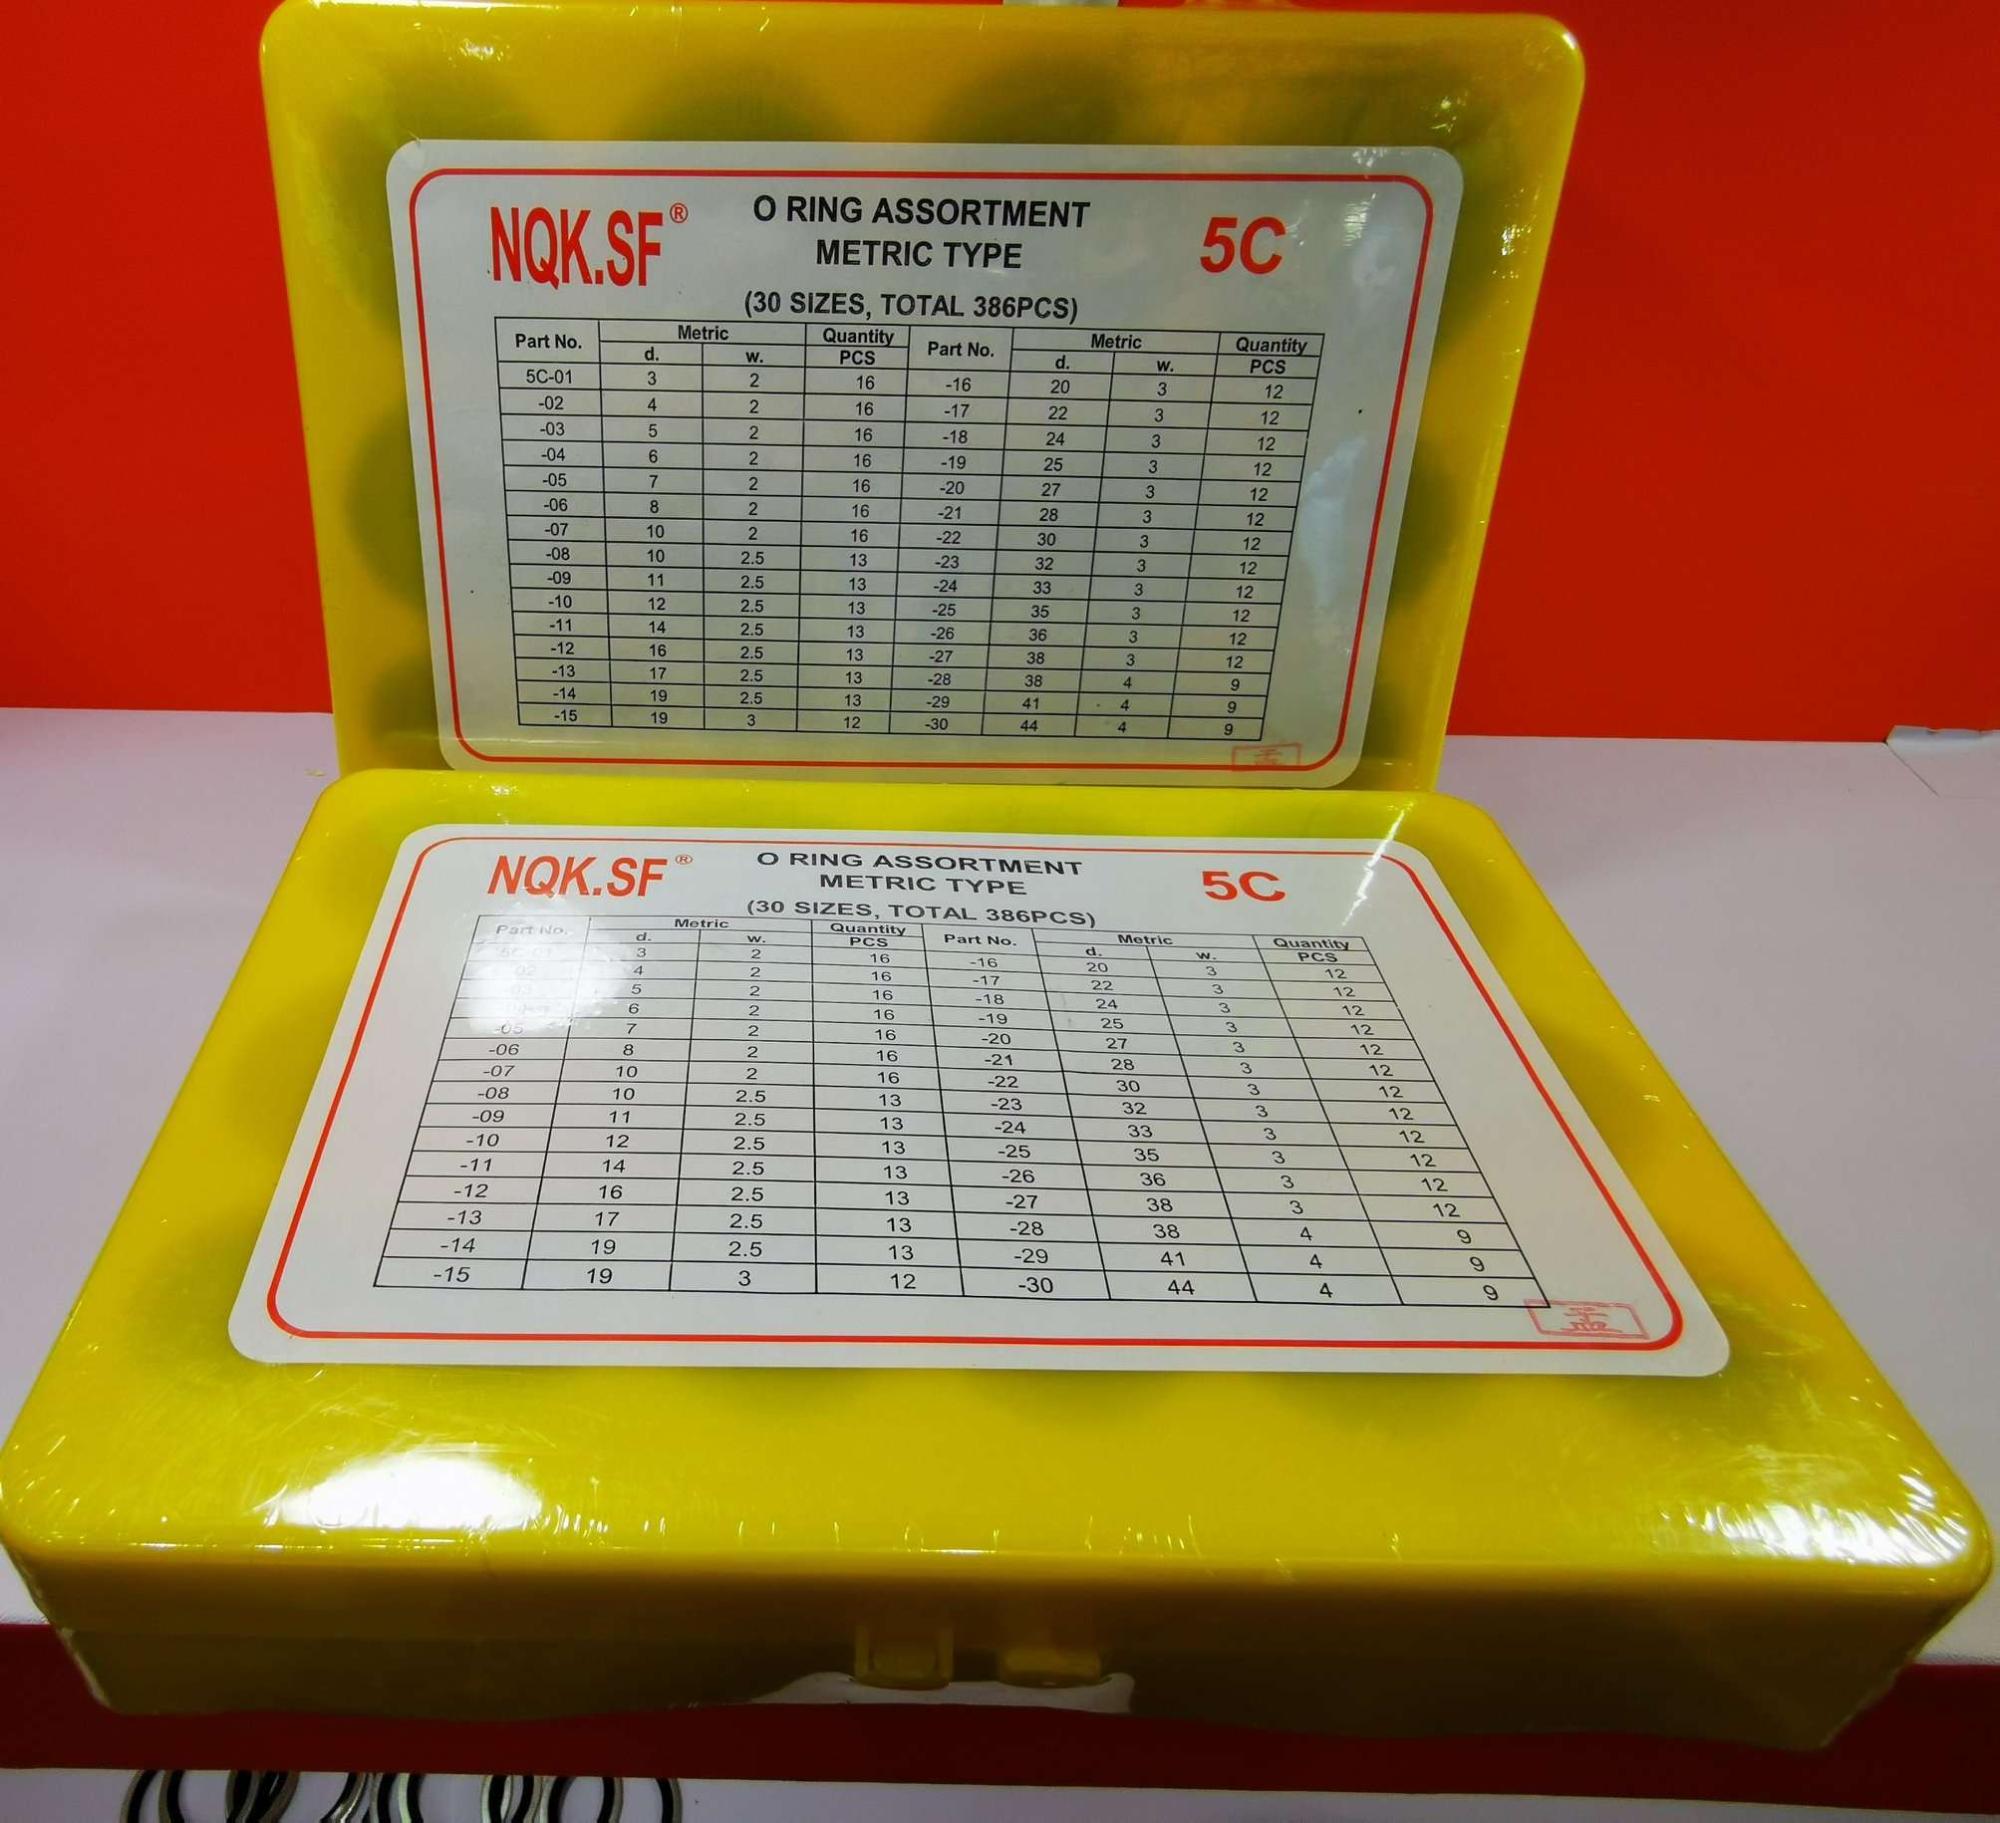 NQK.SF®
O RING ASSORTMENT
METRIC TYPE
5C
(30 SIZES, TOTAL 386PCS)
Part No. Metric Quantity Part No. Metric Quantity
d. w. PCS d. w. PCS
5C-01 3 2 16 -16 20 3 12
-02 4 2 16 -17 22 3 12
-03 5 2 16 -18 24 3 12
-04 6 2 16 -19 25 3 12
-05 7 2 16 -20 27 3 12
-06 8 2 16 -21 28 3 12
-07 10 2 16 -22 30 3 12
-08 10 2.5 13 -23 32 3 12
-09 11 2.5 13 -24 33 3 12
-10 12 2.5 13 -25 35 3 12
-11 14 2.5 13 -26 36 3 12
-12 16 2.5 13 -27 38 3 12
-13 17 2.5 13 -28 38 4 9
-14 19 2.5 13 -29 41 4 9
-15 19 3 12 -30 44 4 9
NQK.SF®
O RING ASSORTMENT
METRIC TYPE
5C
(30 SIZES, TOTAL 386PCS)
Part No. Metric Quantity Part No. Metric Quantity
d. w. PCS d. w. PCS
5C-01 3 2 16 -16 20 3 12
02 4 2 16 -17 22 3 12
03 5 2 16 -18 24 3 12
6 2 16 -19 25 3 12
-05 7 2 16 -20 27 3 12
-06 8 2 16 -21 28 3 12
-07 10 2 16 -22 30 3 12
-08 10 2.5 13 -23 32 3 12
-09 11 2.5 13 -24 33 3 12
-10 12 2.5 13 -25 35 3 12
-11 14 2.5 13 -26 36 3 12
-12 16 2.5 13 -27 38 3 12
-13 17 2.5 13 -28 38 4 9
-14 19 2.5 13 -29 41 4 9
-15 19 3 12 -30 44 4 9